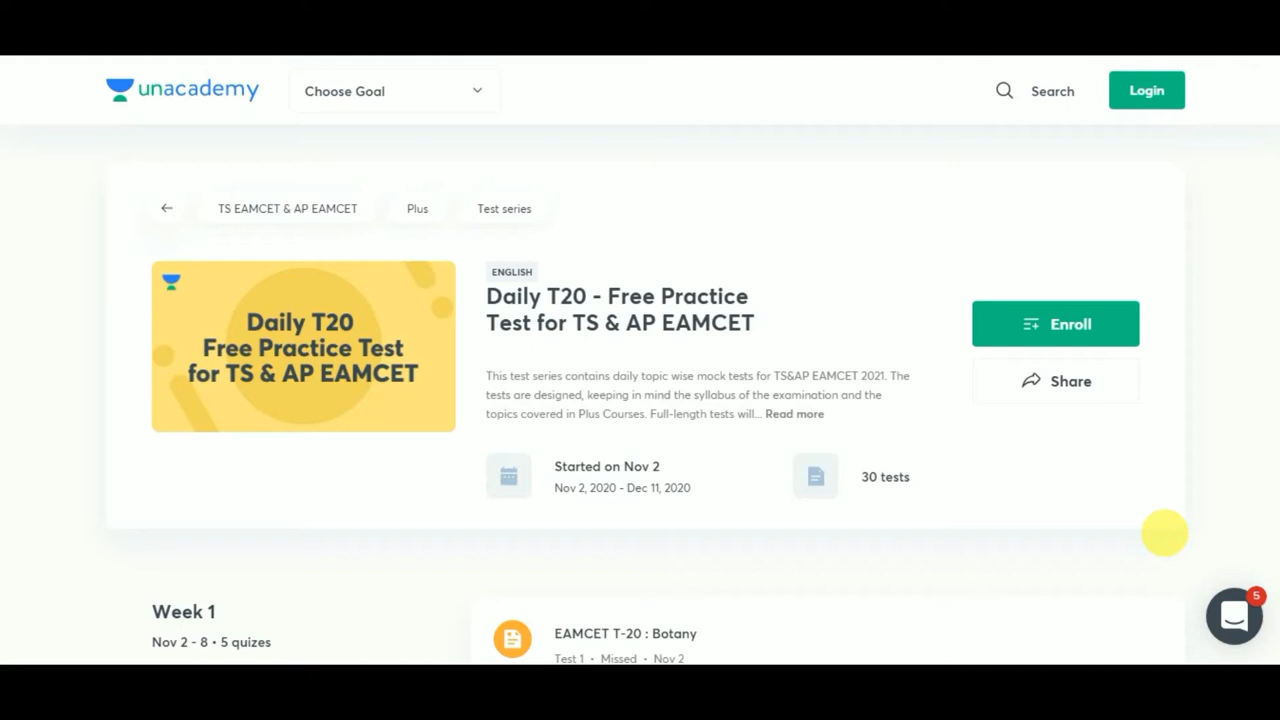 unacademy
Choose Goal
Search
Login
TS EAMCET & AP EAMCET
Plus
Test series
Daily T20
Free Practice Test
for TS & AP EAMCET
ENGLISH
Daily T20 - Free Practice
Test for TS & AP EAMCET
This test series contains daily topic wise mock tests for TS&AP EAMCET 2021. The
tests are designed, keeping in mind the syllabus of the examination and the
topics covered in Plus Courses. Full-length tests will... Read more
Enroll
Share
Started on Nov 2
Nov 2, 2020 - Dec 11, 2020
30 tests
5
Week 1
Nov 2 - 8 • 5 quizes
EAMCET T-20 : Botany
Test 1 • Missed • Nov 2